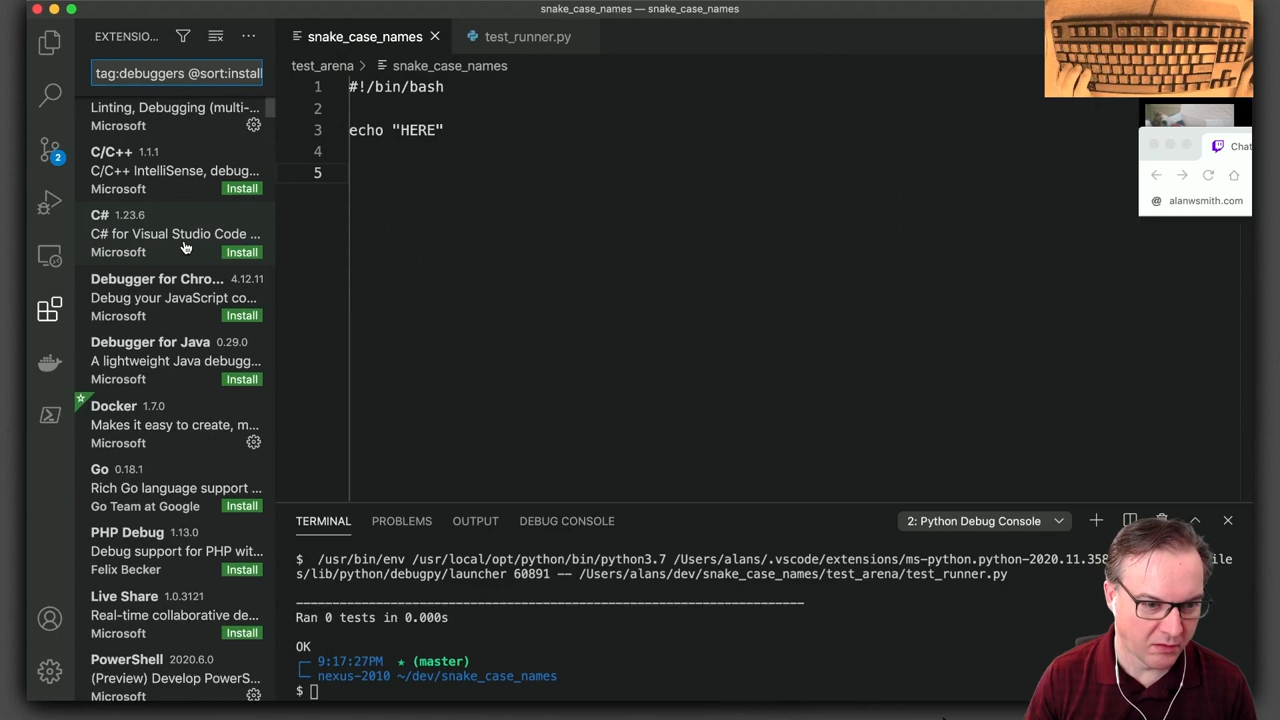 snake_case_names — snake_case_names
EXTENSIO...
snake_case_names
test_runner.py
test_arena > snake_case_names
tag:debuggers @sort:install
Linting, Debugging (multi-...
Microsoft
C/C++ 1.1.1
C/C++ IntelliSense, debug...
Microsoft Install
C# 1.23.6
C# for Visual Studio Code ...
Microsoft Install
Debugger for Chro... 4.12.11
Debug your JavaScript co...
Microsoft Install
Debugger for Java 0.29.0
A lightweight Java debugg...
Microsoft Install
Docker 1.7.0
Makes it easy to create, m...
Microsoft
Go 0.18.1
Rich Go language support ...
Go Team at Google Install
PHP Debug 1.13.0
Debug support for PHP wit...
Felix Becker Install
Live Share 1.0.3121
Real-time collaborative de...
Microsoft Install
PowerShell 2020.6.0
(Preview) Develop PowerS...
Microsoft
2
1 #!/bin/bash
2
3 echo "HERE"
4
5
Chat
@ alanwsmith.com
TERMINAL PROBLEMS OUTPUT DEBUG CONSOLE
2: Python Debug Console
$ /usr/bin/env /usr/local/opt/python/bin/python3.7 /Users/alans/.vscode/extensions/ms-python.python-2020.11.358 ile
s/lib/python/debugpy/launcher 60891 -- /Users/alans/dev/snake_case_names/test_arena/test_runner.py
----------------------------------------------------------------------
Ran 0 tests in 0.000s
OK
9:17:27PM ★ (master)
nexus-2010 ~/dev/snake_case_names
$